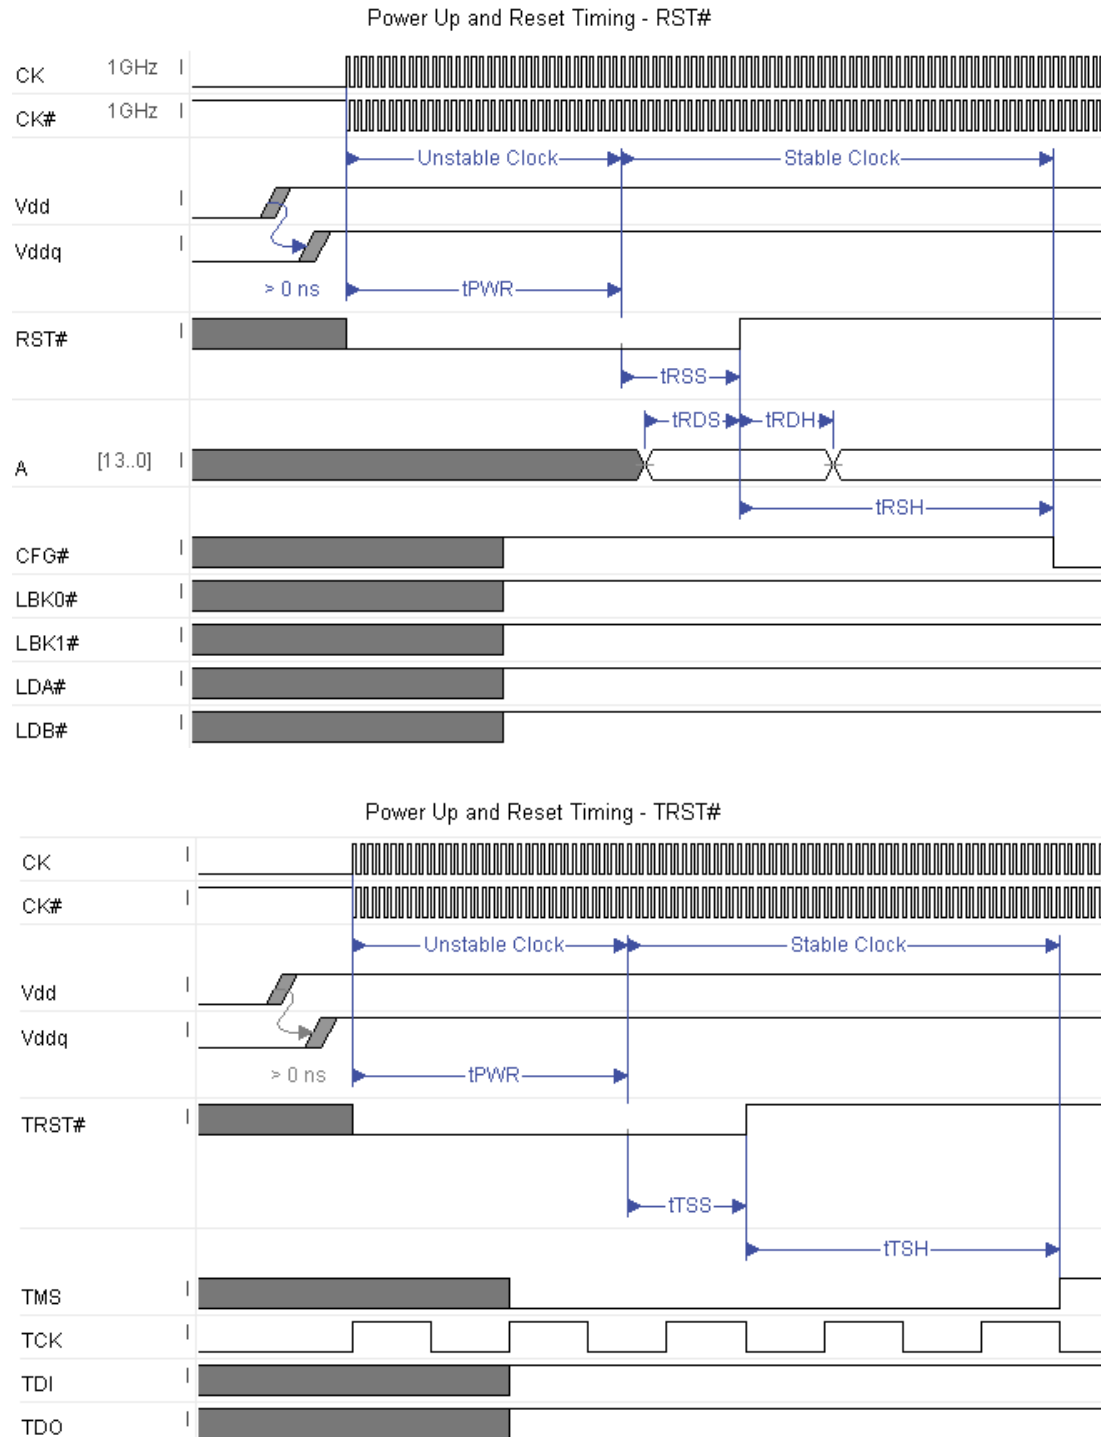 Power Up and Reset Timing - RST#
CK 1GHz
CK# 1GHz
Unstable Clock Stable Clock
Vdd
Vddq
> 0 ns tPWR
RST#
tRSS
tRDS tRDH
A [13..0]
tRSH
CFG#
LBK0#
LBK1#
LDA#
LDB#
Power Up and Reset Timing - TRST#
CK
CK#
Unstable Clock Stable Clock
Vdd
Vddq
> 0 ns tPWR
TRST#
tTSS
tTSH
TMS
TCK
TDI
TDO